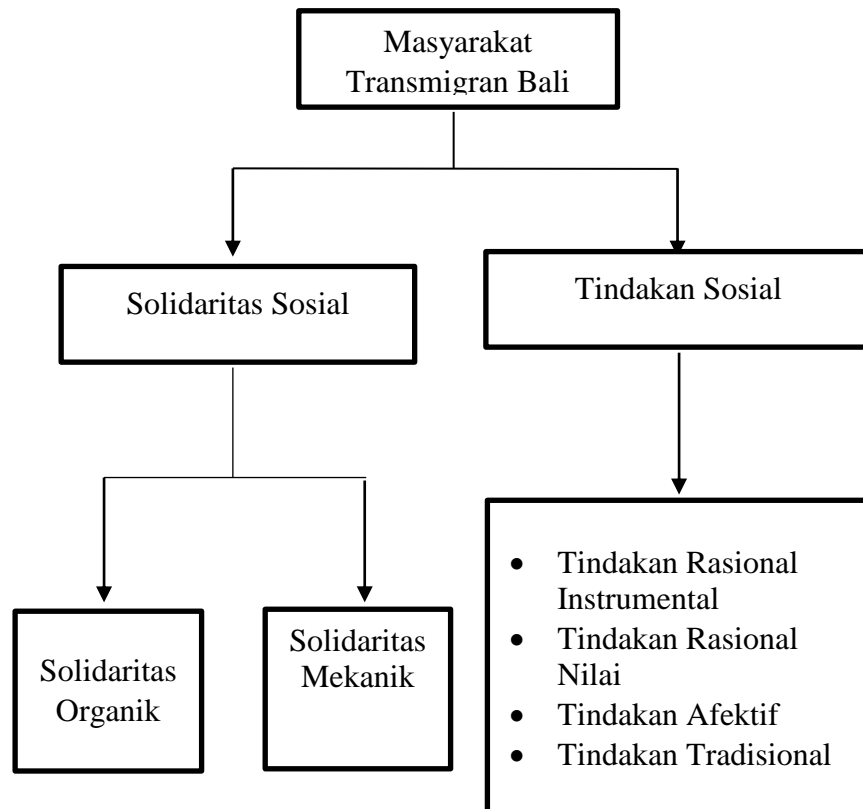 Masyarakat
Transmigran Bali
Solidaritas Sosial
Tindakan Sosial
Solidaritas
Organik
Solidaritas
Mekanik
• Tindakan Rasional
Instrumental
• Tindakan Rasional
Nilai
• Tindakan Afektif
• Tindakan Tradisional